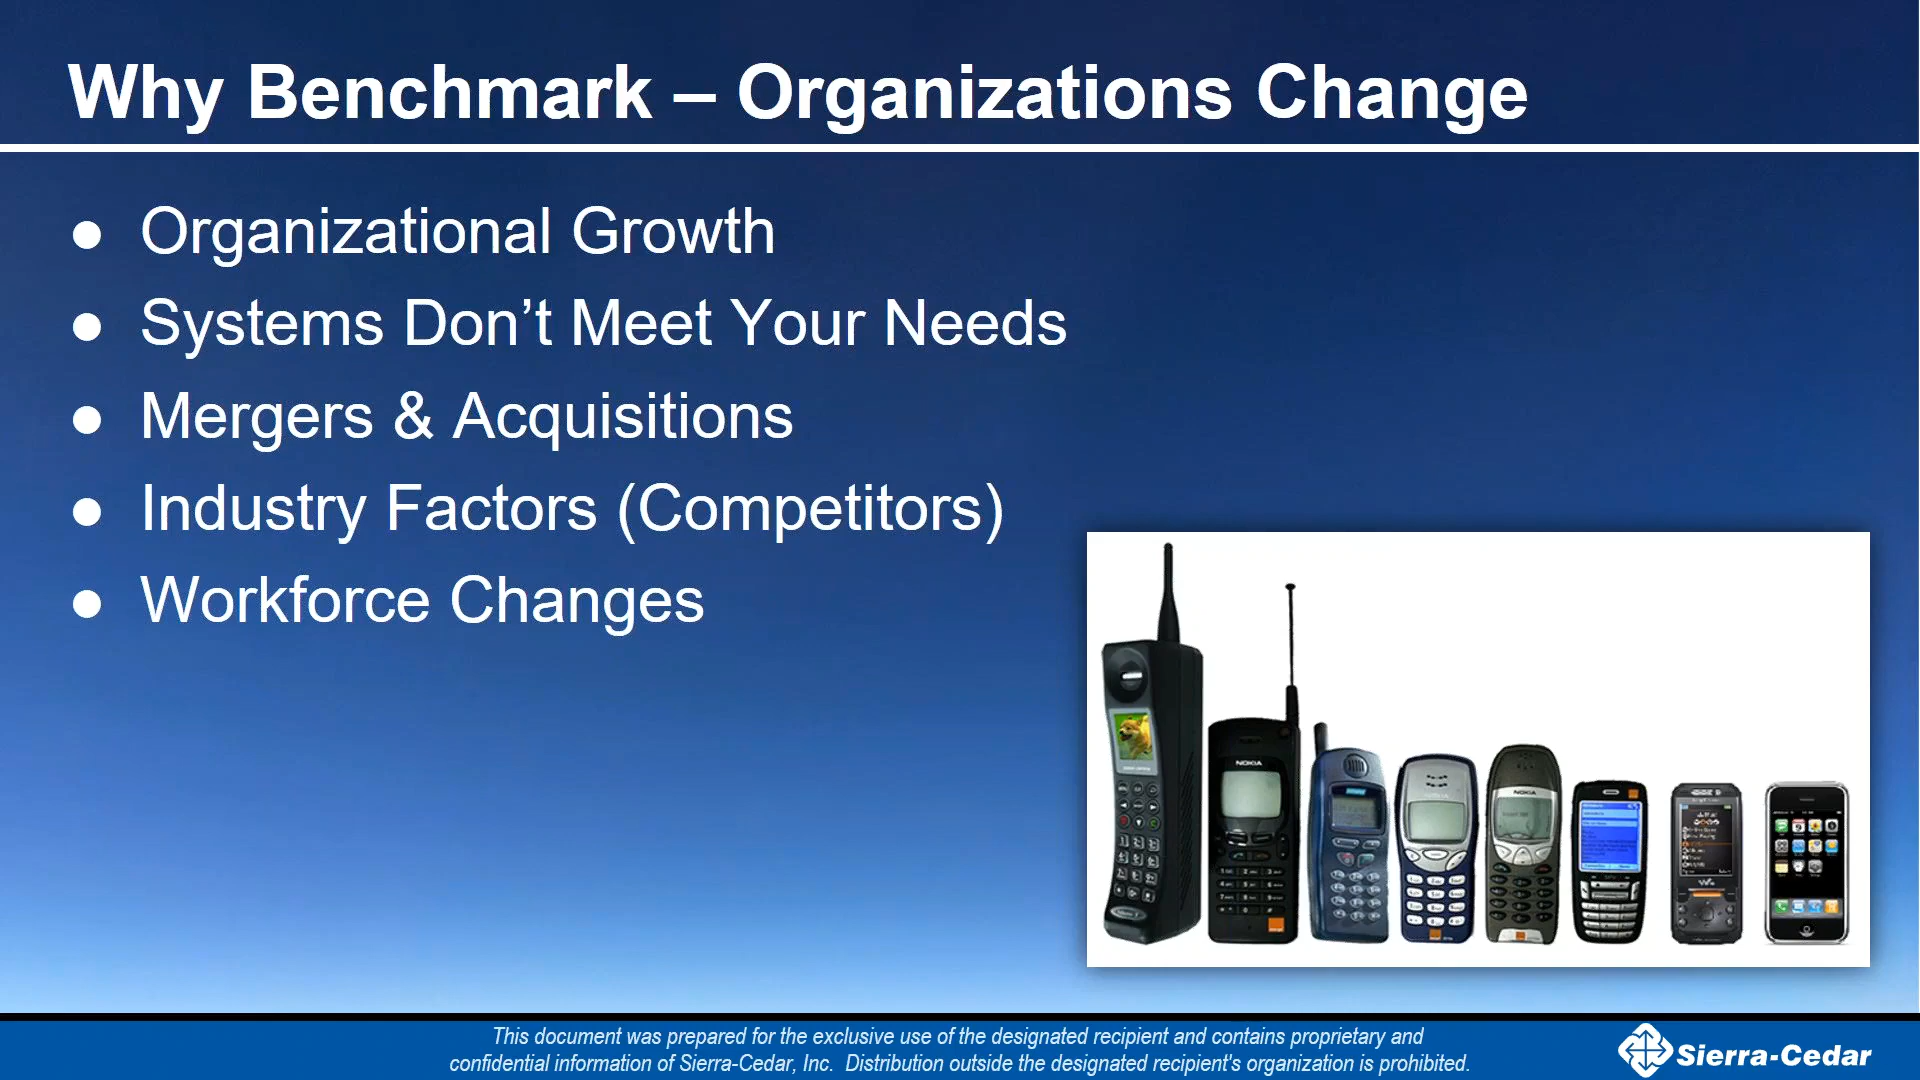 Why Benchmark – Organizations Change
● Organizational Growth
● Systems Don’t Meet Your Needs
● Mergers & Acquisitions
● Industry Factors (Competitors)
● Workforce Changes
NOKIA
NOKIA
This document was prepared for the exclusive use of the designated recipient and contains proprietary and
confidential information of Sierra-Cedar, Inc.  Distribution outside the designated recipient's organization is prohibited.
Sierra-Cedar